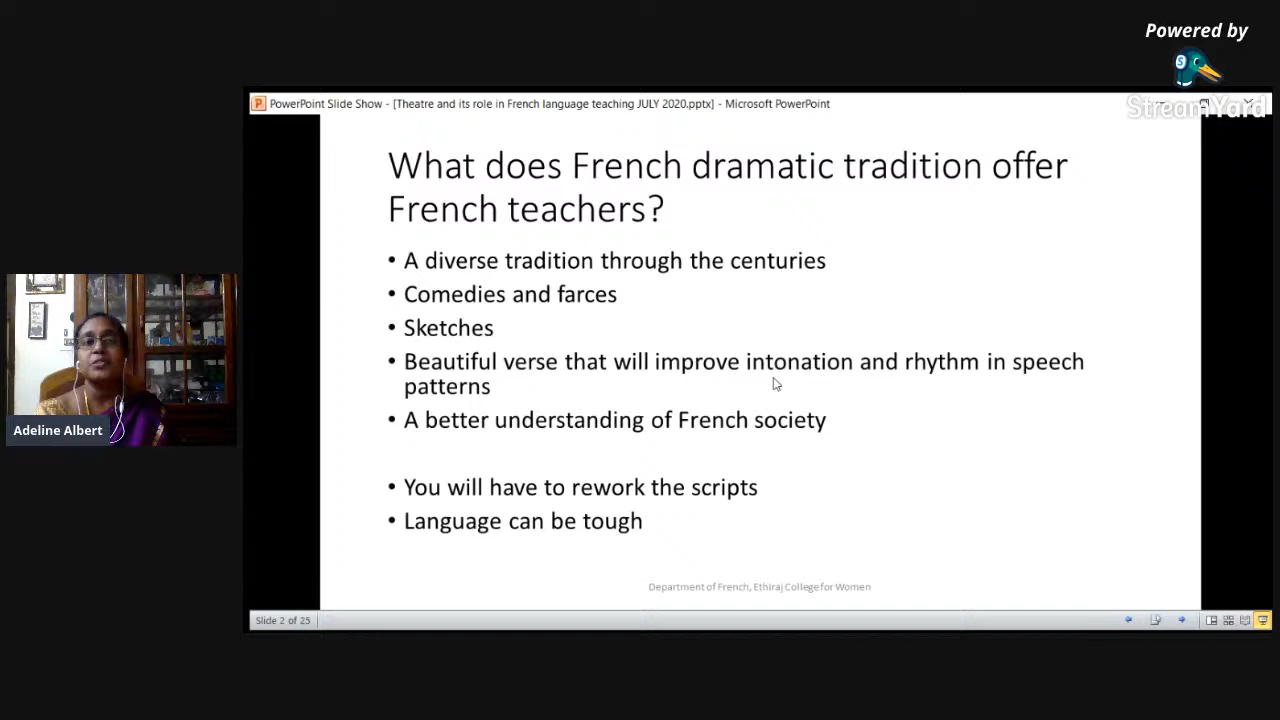 Powered by
StreamYard
PowerPoint Slide Show - [Theatre and its role in French language teaching JULY 2020.pptx] - Microsoft PowerPoint
What does French dramatic tradition offer
French teachers?
• A diverse tradition through the centuries
• Comedies and farces
• Sketches
• Beautiful verse that will improve intonation and rhythm in speech
patterns
• A better understanding of French society
• You will have to rework the scripts
• Language can be tough
Department of French, Ethiraj College for Women
Slide 2 of 25
Adeline Albert